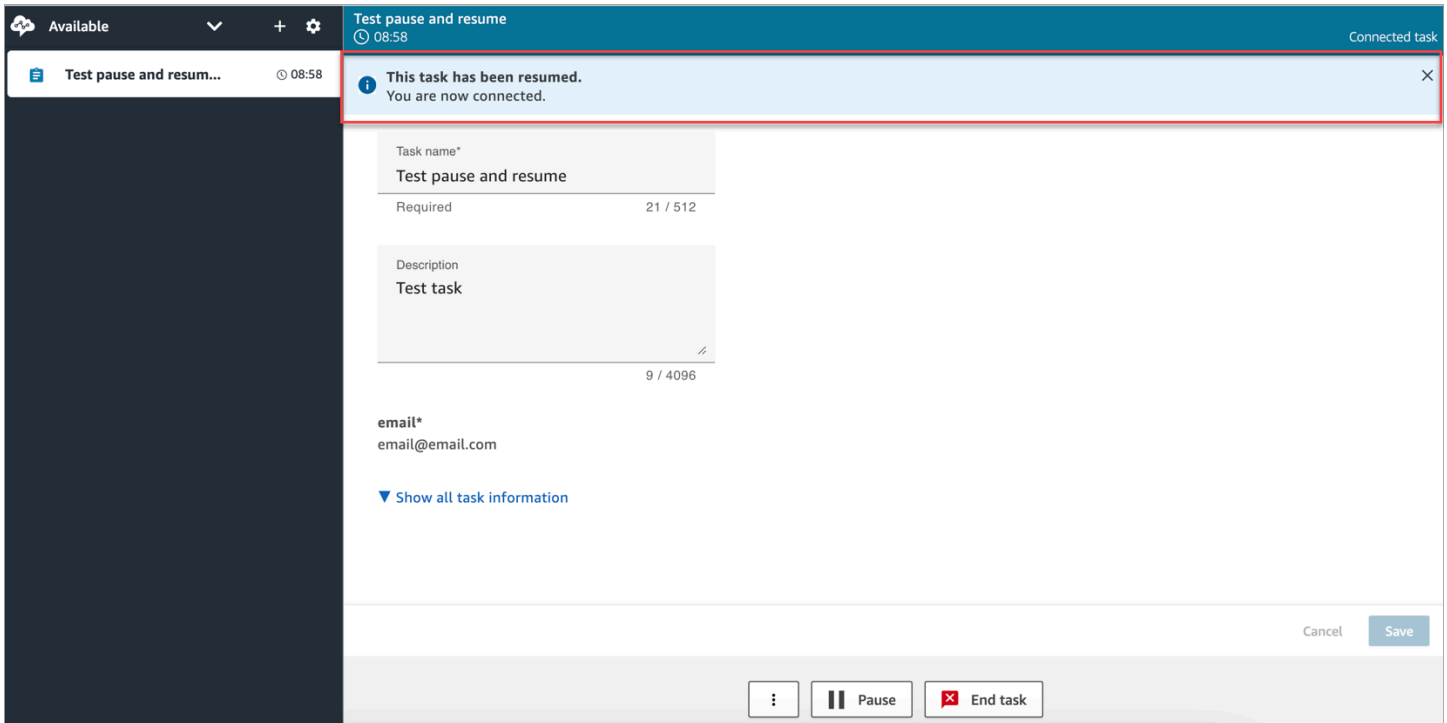 Available
Test pause and resum... 08:58
Test pause and resume
08:58
Connected task
This task has been resumed.
You are now connected.
Task name*
Test pause and resume
Required 21 / 512
Description
Test task
9 / 4096
email*
email@email.com
Show all task information
Cancel Save
Pause End task